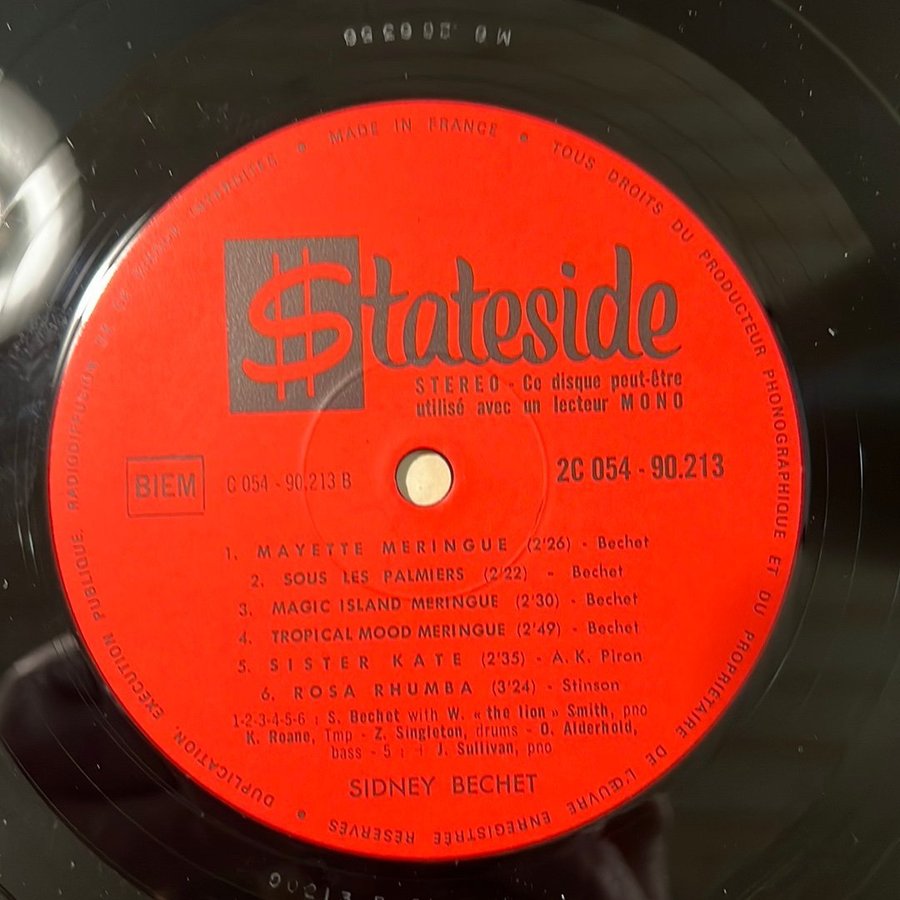 MADE IN FRANCE • TOUS DROITS DU PRODUCTEUR PHONOGRAPHIQUE ET DU PROPRIÉTAIRE DE L'ŒUVRE ENREGISTRÉE RÉSERVÉS • DUPLICATION, EXÉCUTION PUBLIQUE, RADIODIFFUSION DE CE DISQUE INTERDITES •
$tateside
STEREO - Ce disque peut-être
utilisé avec un lecteur MONO
BIEM C 054 - 90.213 B 2C 054 - 90.213
1. MAYETTE MERINGUE (2'26) - Bechet
2. SOUS LES PALMIERS (2'22) - Bechet
3. MAGIC ISLAND MERINGUE (2'30) - Bechet
4. TROPICAL MOOD MERINGUE (2'49) - Bechet
5. SISTER KATE (2'35) - A.K. Piron
6. ROSA RHUMBA (3'24) - Stinson
1-2-3-4-5-6 : S. Bechet with W. « the lion » Smith, pno
K. Roane, Tmp - Z. Singleton, drums - O. Alderhold,
bass - 5 : J. Sullivan, pno
SIDNEY BECHET